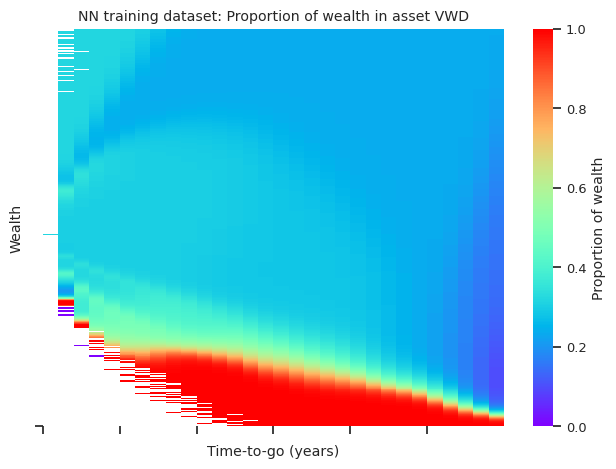 NN training dataset: Proportion of wealth in asset VWD
Wealth
Time-to-go (years)
1.0
0.8
0.6
0.4
0.2
0.0
Proportion of wealth